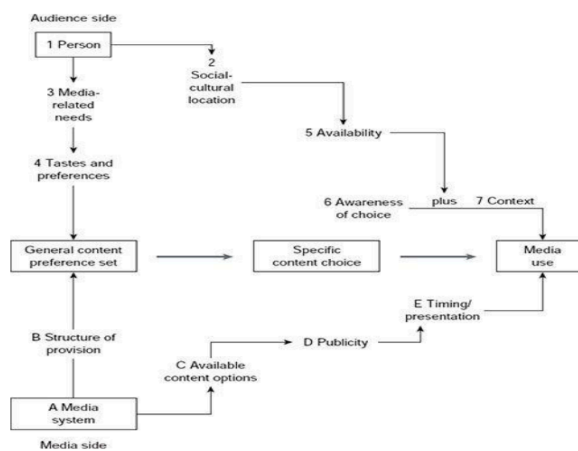 Audience side
1 Person
2
Social-
cultural
location
3 Media-
related
needs
5 Availability
4 Tastes and
preferences
6 Awareness
of choice
plus
7 Context
General content
preference set
Specific
content choice
Media
use
E Timing/
presentation
B Structure of
provision
D Publicity
C Available
content options
A Media
system
Media side